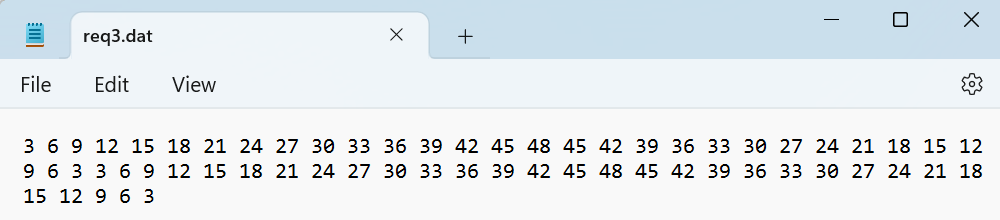 req3.dat
File Edit View
3 6 9 12 15 18 21 24 27 30 33 36 39 42 45 48 45 42 39 36 33 30 27 24 21 18 15 12
9 6 3 3 6 9 12 15 18 21 24 27 30 33 36 39 42 45 48 45 42 39 36 33 30 27 24 21 18
15 12 9 6 3